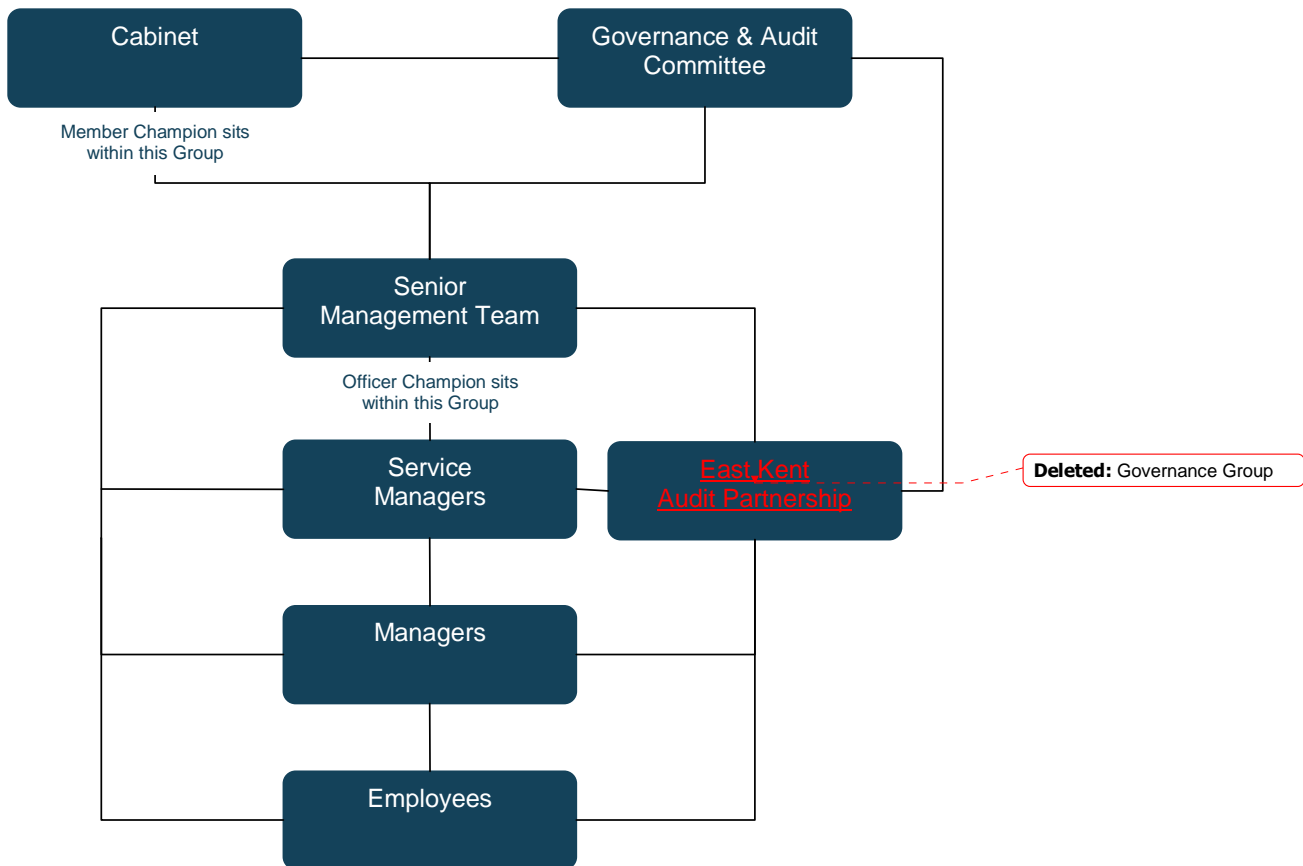 Cabinet
Governance & Audit
Committee
Member Champion sits
within this Group
Senior
Management Team
Officer Champion sits
within this Group
Service
Managers
East Kent
Audit Partnership
Deleted: Governance Group
Managers
Employees